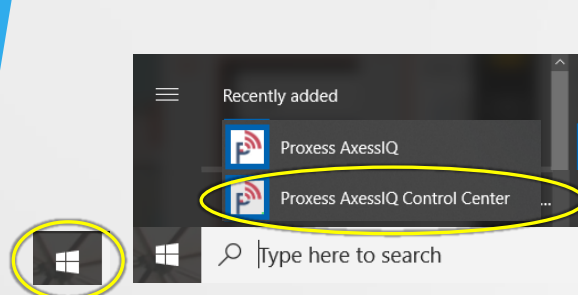 Recently added
Proxess AxessIQ
Proxess AxessIQ Control Center ...
Type here to search